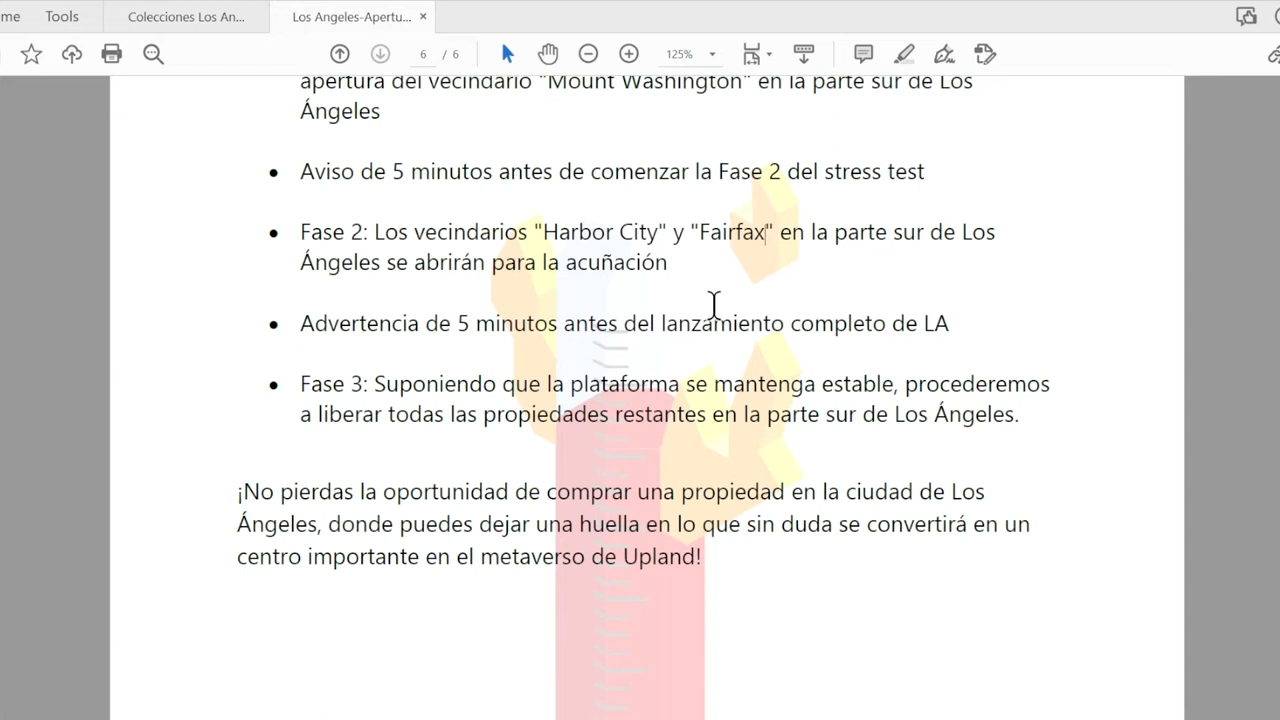 me Tools Colecciones Los An... Los Angeles-Apertu... ×
6 / 6 125%
apertura del vecindario "Mount Washington" en la parte sur de Los
Ángeles
• Aviso de 5 minutos antes de comenzar la Fase 2 del stress test
• Fase 2: Los vecindarios "Harbor City" y "Fairfax" en la parte sur de Los
Ángeles se abrirán para la acuñación
• Advertencia de 5 minutos antes del lanzamiento completo de LA
• Fase 3: Suponiendo que la plataforma se mantenga estable, procederemos
a liberar todas las propiedades restantes en la parte sur de Los Ángeles.
¡No pierdas la oportunidad de comprar una propiedad en la ciudad de Los
Ángeles, donde puedes dejar una huella en lo que sin duda se convertirá en un
centro importante en el metaverso de Upland!